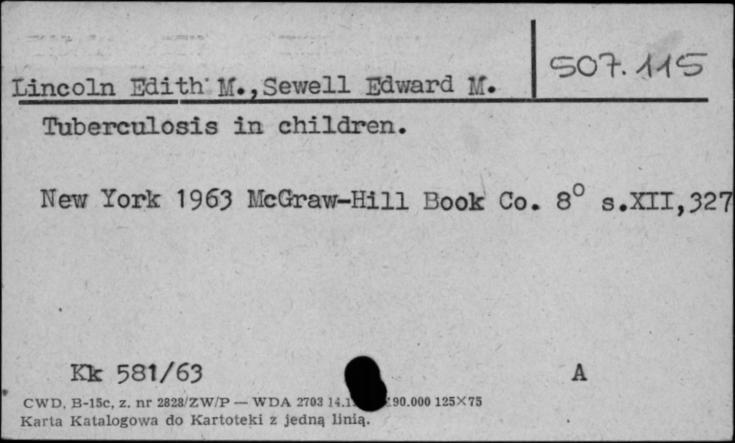 507.115
Lincoln Edith M.,Sewell Edward M.
Tuberculosis in children.
New York 1963 McGraw-Hill Book Co. 8° s.XII,327
Kk 581/63 A
CWD, B-15c, z. nr 2828/ZW/P — WDA 2703 14.1 90.000 125×75
Karta Katalogowa do Kartoteki z jedną linią.